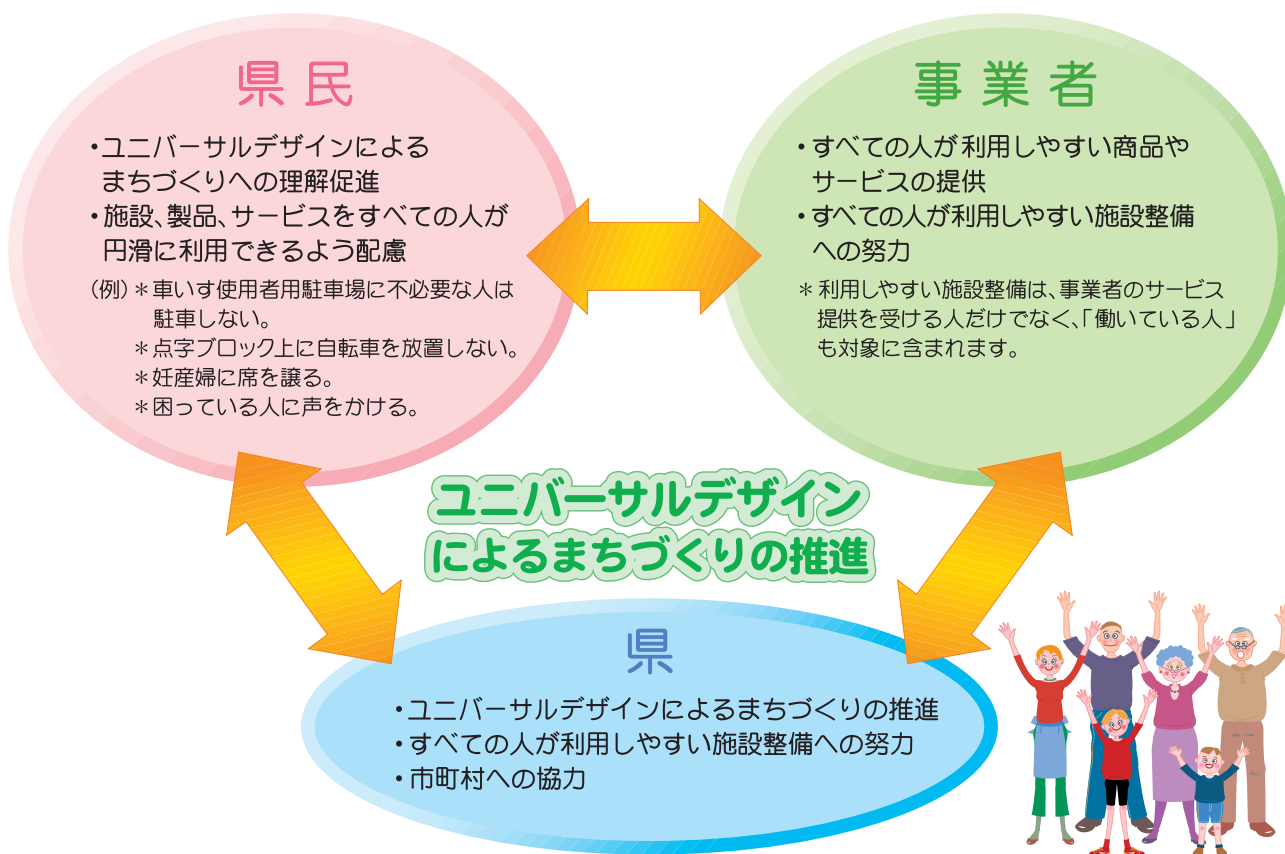 県民
・ユニバーサルデザインによる
まちづくりへの理解促進
・施設、製品、サービスをすべての人が
円滑に利用できるよう配慮
(例)＊車いす使用者用駐車場に不必要な人は
駐車しない。
＊点字ブロック上に自転車を放置しない。
＊妊産婦に席を譲る。
＊困っている人に声をかける。
事業者
・すべての人が利用しやすい商品や
サービスの提供
・すべての人が利用しやすい施設整備
への努力
＊利用しやすい施設整備は、事業者のサービス
提供を受ける人だけでなく、「働いている人」
も対象に含まれます。
ユニバーサルデザイン
によるまちづくりの推進
県
・ユニバーサルデザインによるまちづくりの推進
・すべての人が利用しやすい施設整備への努力
・市町村への協力